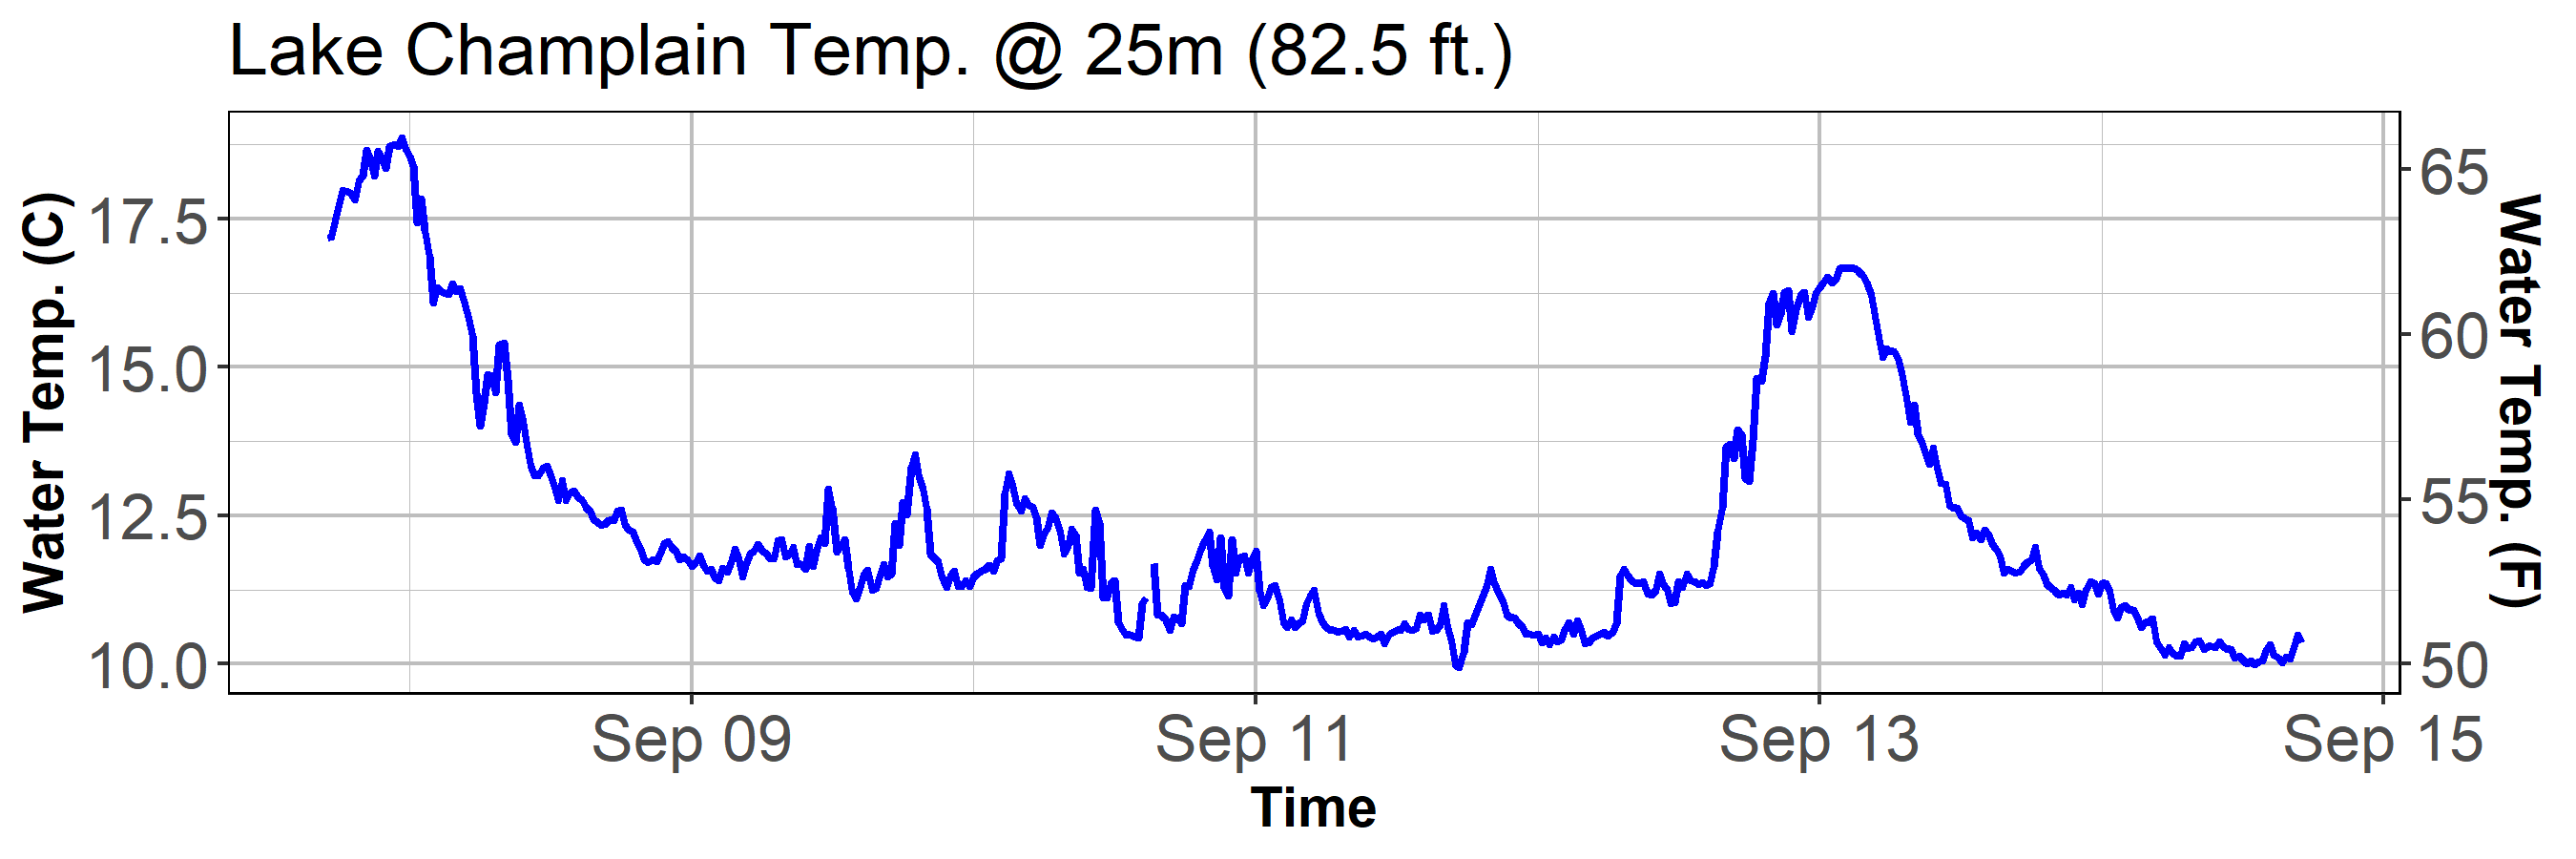 Lake Champlain Temp. @ 25m (82.5 ft.)
Water Temp. (C)
17.5
15.0
12.5
10.0
65
60
55
50
Water Temp. (F)
Sep 09
Sep 11
Sep 13
Sep 15
Time